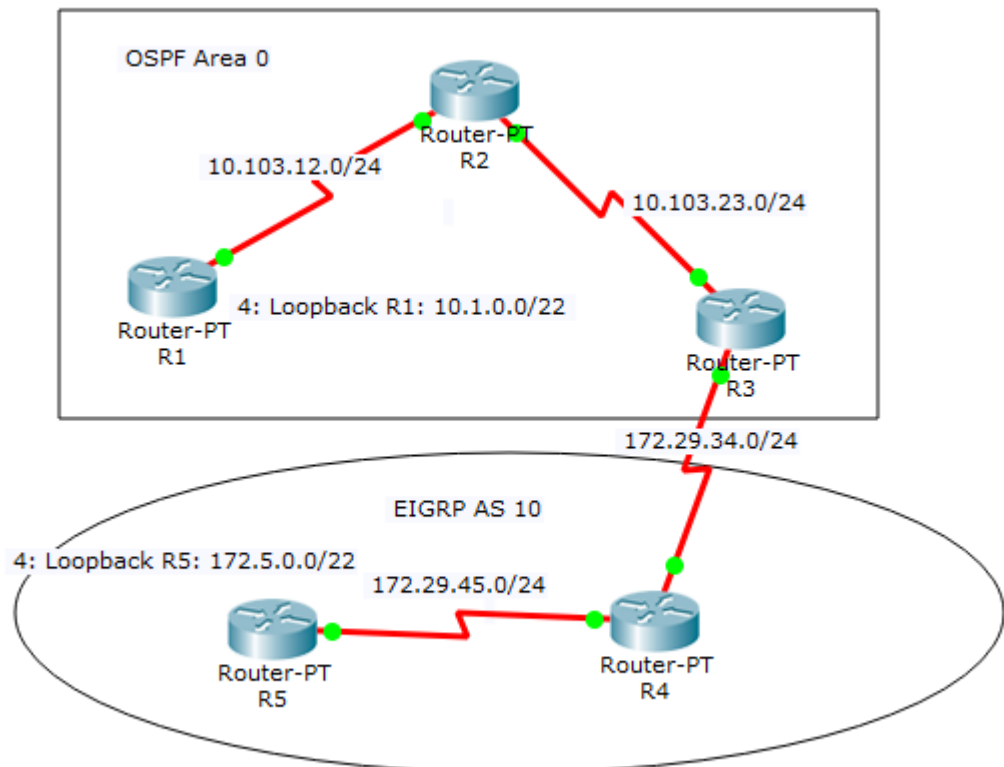 OSPF Area 0
Router-PT
R2
10.103.12.0/24
10.103.23.0/24
Router-PT
R1
4: Loopback R1: 10.1.0.0/22
Router-PT
R3
172.29.34.0/24
EIGRP AS 10
4: Loopback R5: 172.5.0.0/22
172.29.45.0/24
Router-PT
R5
Router-PT
R4